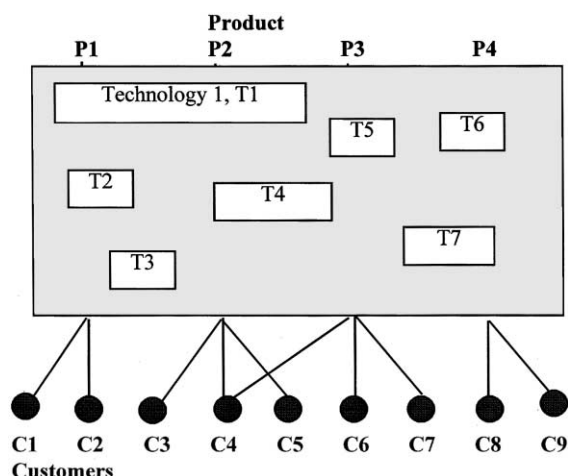 Product
P1 P2 P3 P4
Technology 1, T1
T5 T6
T2 T4
T7
T3
C1 C2 C3 C4 C5 C6 C7 C8 C9
Customers